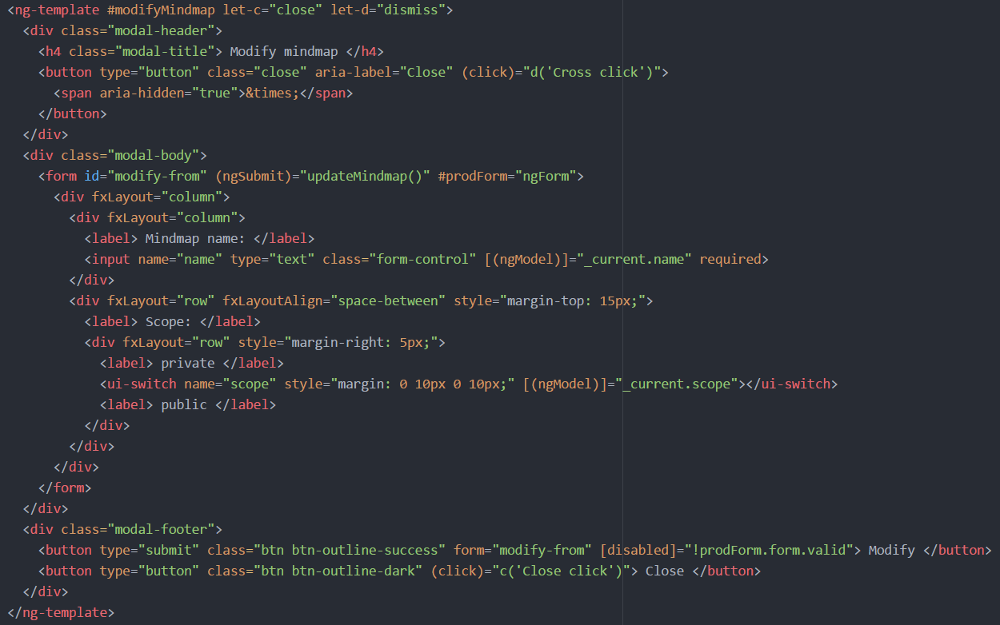 <ng-template #modifyMindmap let-c="close" let-d="dismiss">
  <div class="modal-header">
    <h4 class="modal-title"> Modify mindmap </h4>
    <button type="button" class="close" aria-label="Close" (click)="d('Cross click')">
      <span aria-hidden="true">&times;</span>
    </button>
  </div>
  <div class="modal-body">
    <form id="modify-from" (ngSubmit)="updateMindmap()" #prodForm="ngForm">
      <div fxLayout="column">
        <div fxLayout="column">
          <label> Mindmap name: </label>
          <input name="name" type="text" class="form-control" [(ngModel)]="_current.name" required>
        </div>
        <div fxLayout="row" fxLayoutAlign="space-between" style="margin-top: 15px;">
          <label> Scope: </label>
          <div fxLayout="row" style="margin-right: 5px;">
            <label> private </label>
            <ui-switch name="scope" style="margin: 0 10px 0 10px;" [(ngModel)]="_current.scope"></ui-switch>
            <label> public </label>
          </div>
        </div>
      </div>
    </form>
  </div>
  <div class="modal-footer">
    <button type="submit" class="btn btn-outline-success" form="modify-from" [disabled]="!prodForm.form.valid"> Modify </button>
    <button type="button" class="btn btn-outline-dark" (click)="c('Close click')"> Close </button>
  </div>
</ng-template>